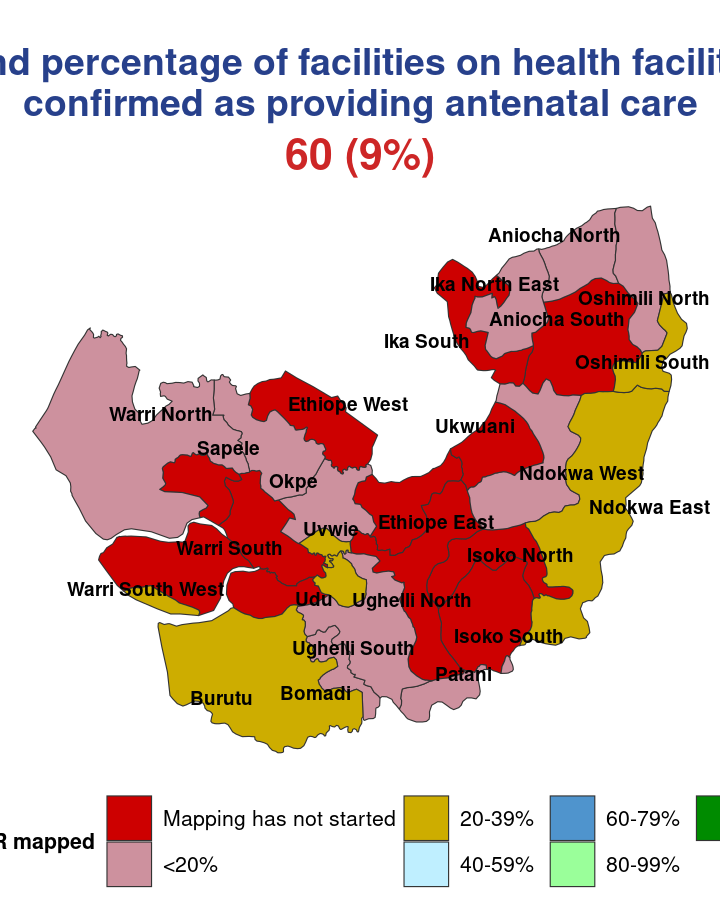 percentage of facilities on health
confirmed as providing antenatal care
60 (9%)
Aniocha North
Ika North East
Oshimili North
Aniocha South
Ika South
Oshimili South
Ethiope West
Warri North
Ukwuani
Sapele
Ndokwa West
Okpe
Ndokwa East
Ethiope East
Uvwie
Warri South
Isoko North
Warri South West
Udu
Ughelli North
Isoko South
Ughelli South
Patani
Bomadi
Burutu
Mapping has not started
20-39%
60-79%
mapped
<20%
40-59%
80-99%